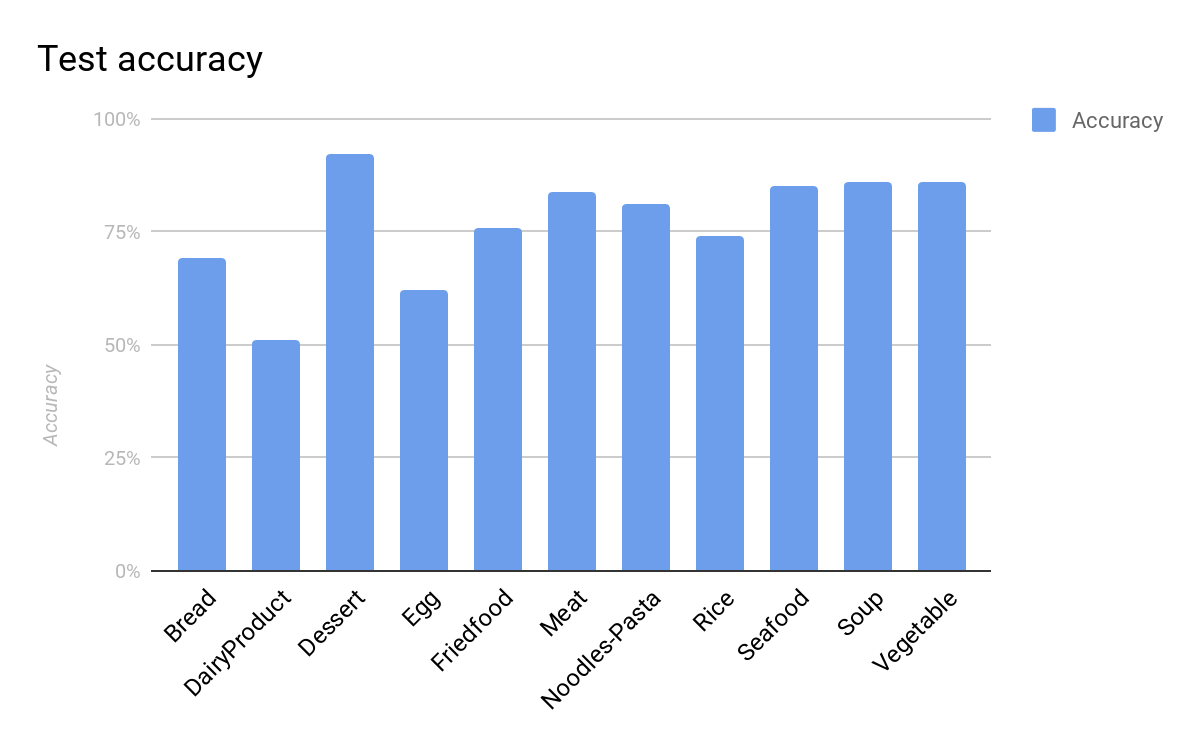 Test accuracy
100%
75%
50%
25%
0%
Accuracy
Accuracy
Bread
DairyProduct
Dessert
Egg
Friedfood
Meat
Noodles-Pasta
Rice
Seafood
Soup
Vegetable